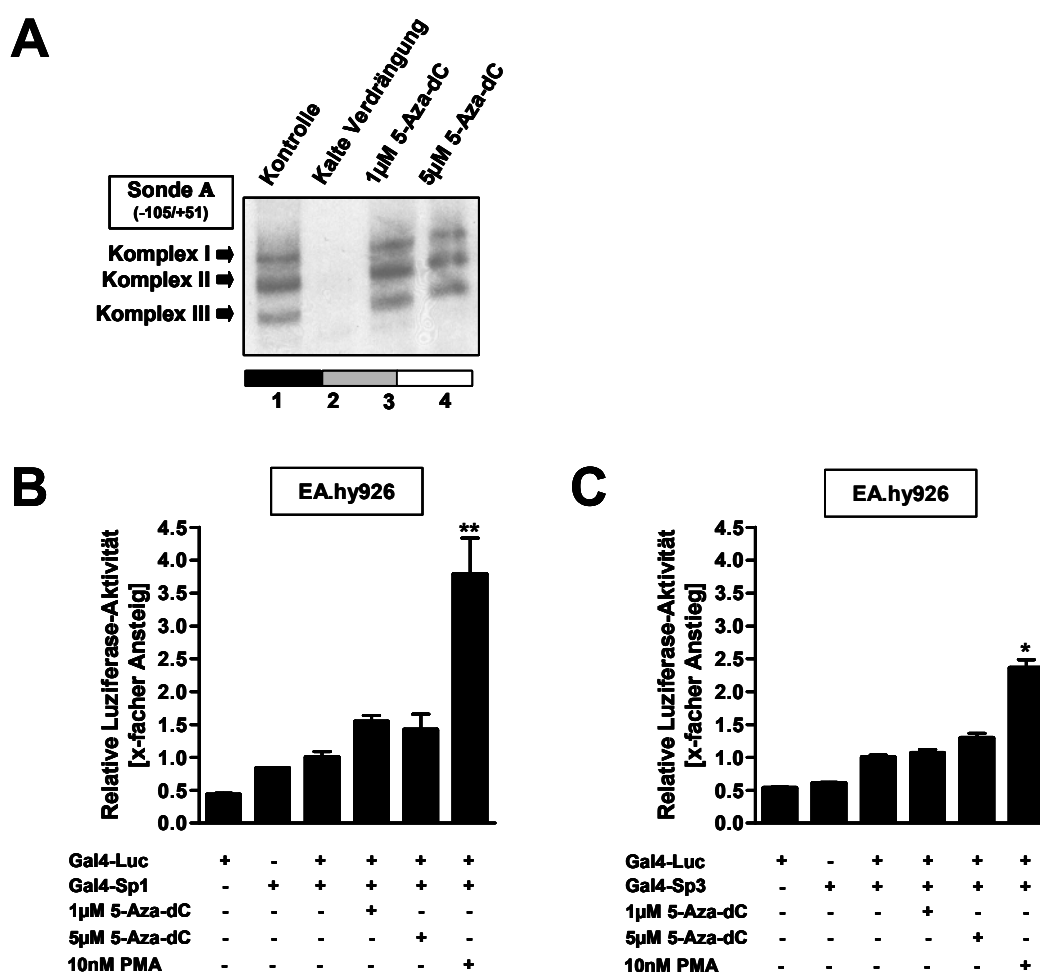 A
Kontrolle
Kalte Verdrängung
1µM 5-Aza-dC
5µM 5-Aza-dC
Sonde A
(-105/+51)
Komplex I
Komplex II
Komplex III
1 2 3 4
B
EA.hy926
Relative Luziferase-Aktivität
[x-facher Ansteig]
4.5
4.0
3.5
3.0
2.5
2.0
1.5
1.0
0.5
0.0
**
Gal4-Luc + - + + + +
Gal4-Sp1 - + + + + +
1µM 5-Aza-dC - - - + - -
5µM 5-Aza-dC - - - - + -
10nM PMA - - - - - +
C
EA.hy926
Relative Luziferase-Aktivität
[x-facher Anstieg]
4.5
4.0
3.5
3.0
2.5
2.0
1.5
1.0
0.5
0.0
*
Gal4-Luc + - + + + +
Gal4-Sp3 - + + + + +
1µM 5-Aza-dC - - - + - -
5µM 5-Aza-dC - - - - + -
10nM PMA - - - - - +